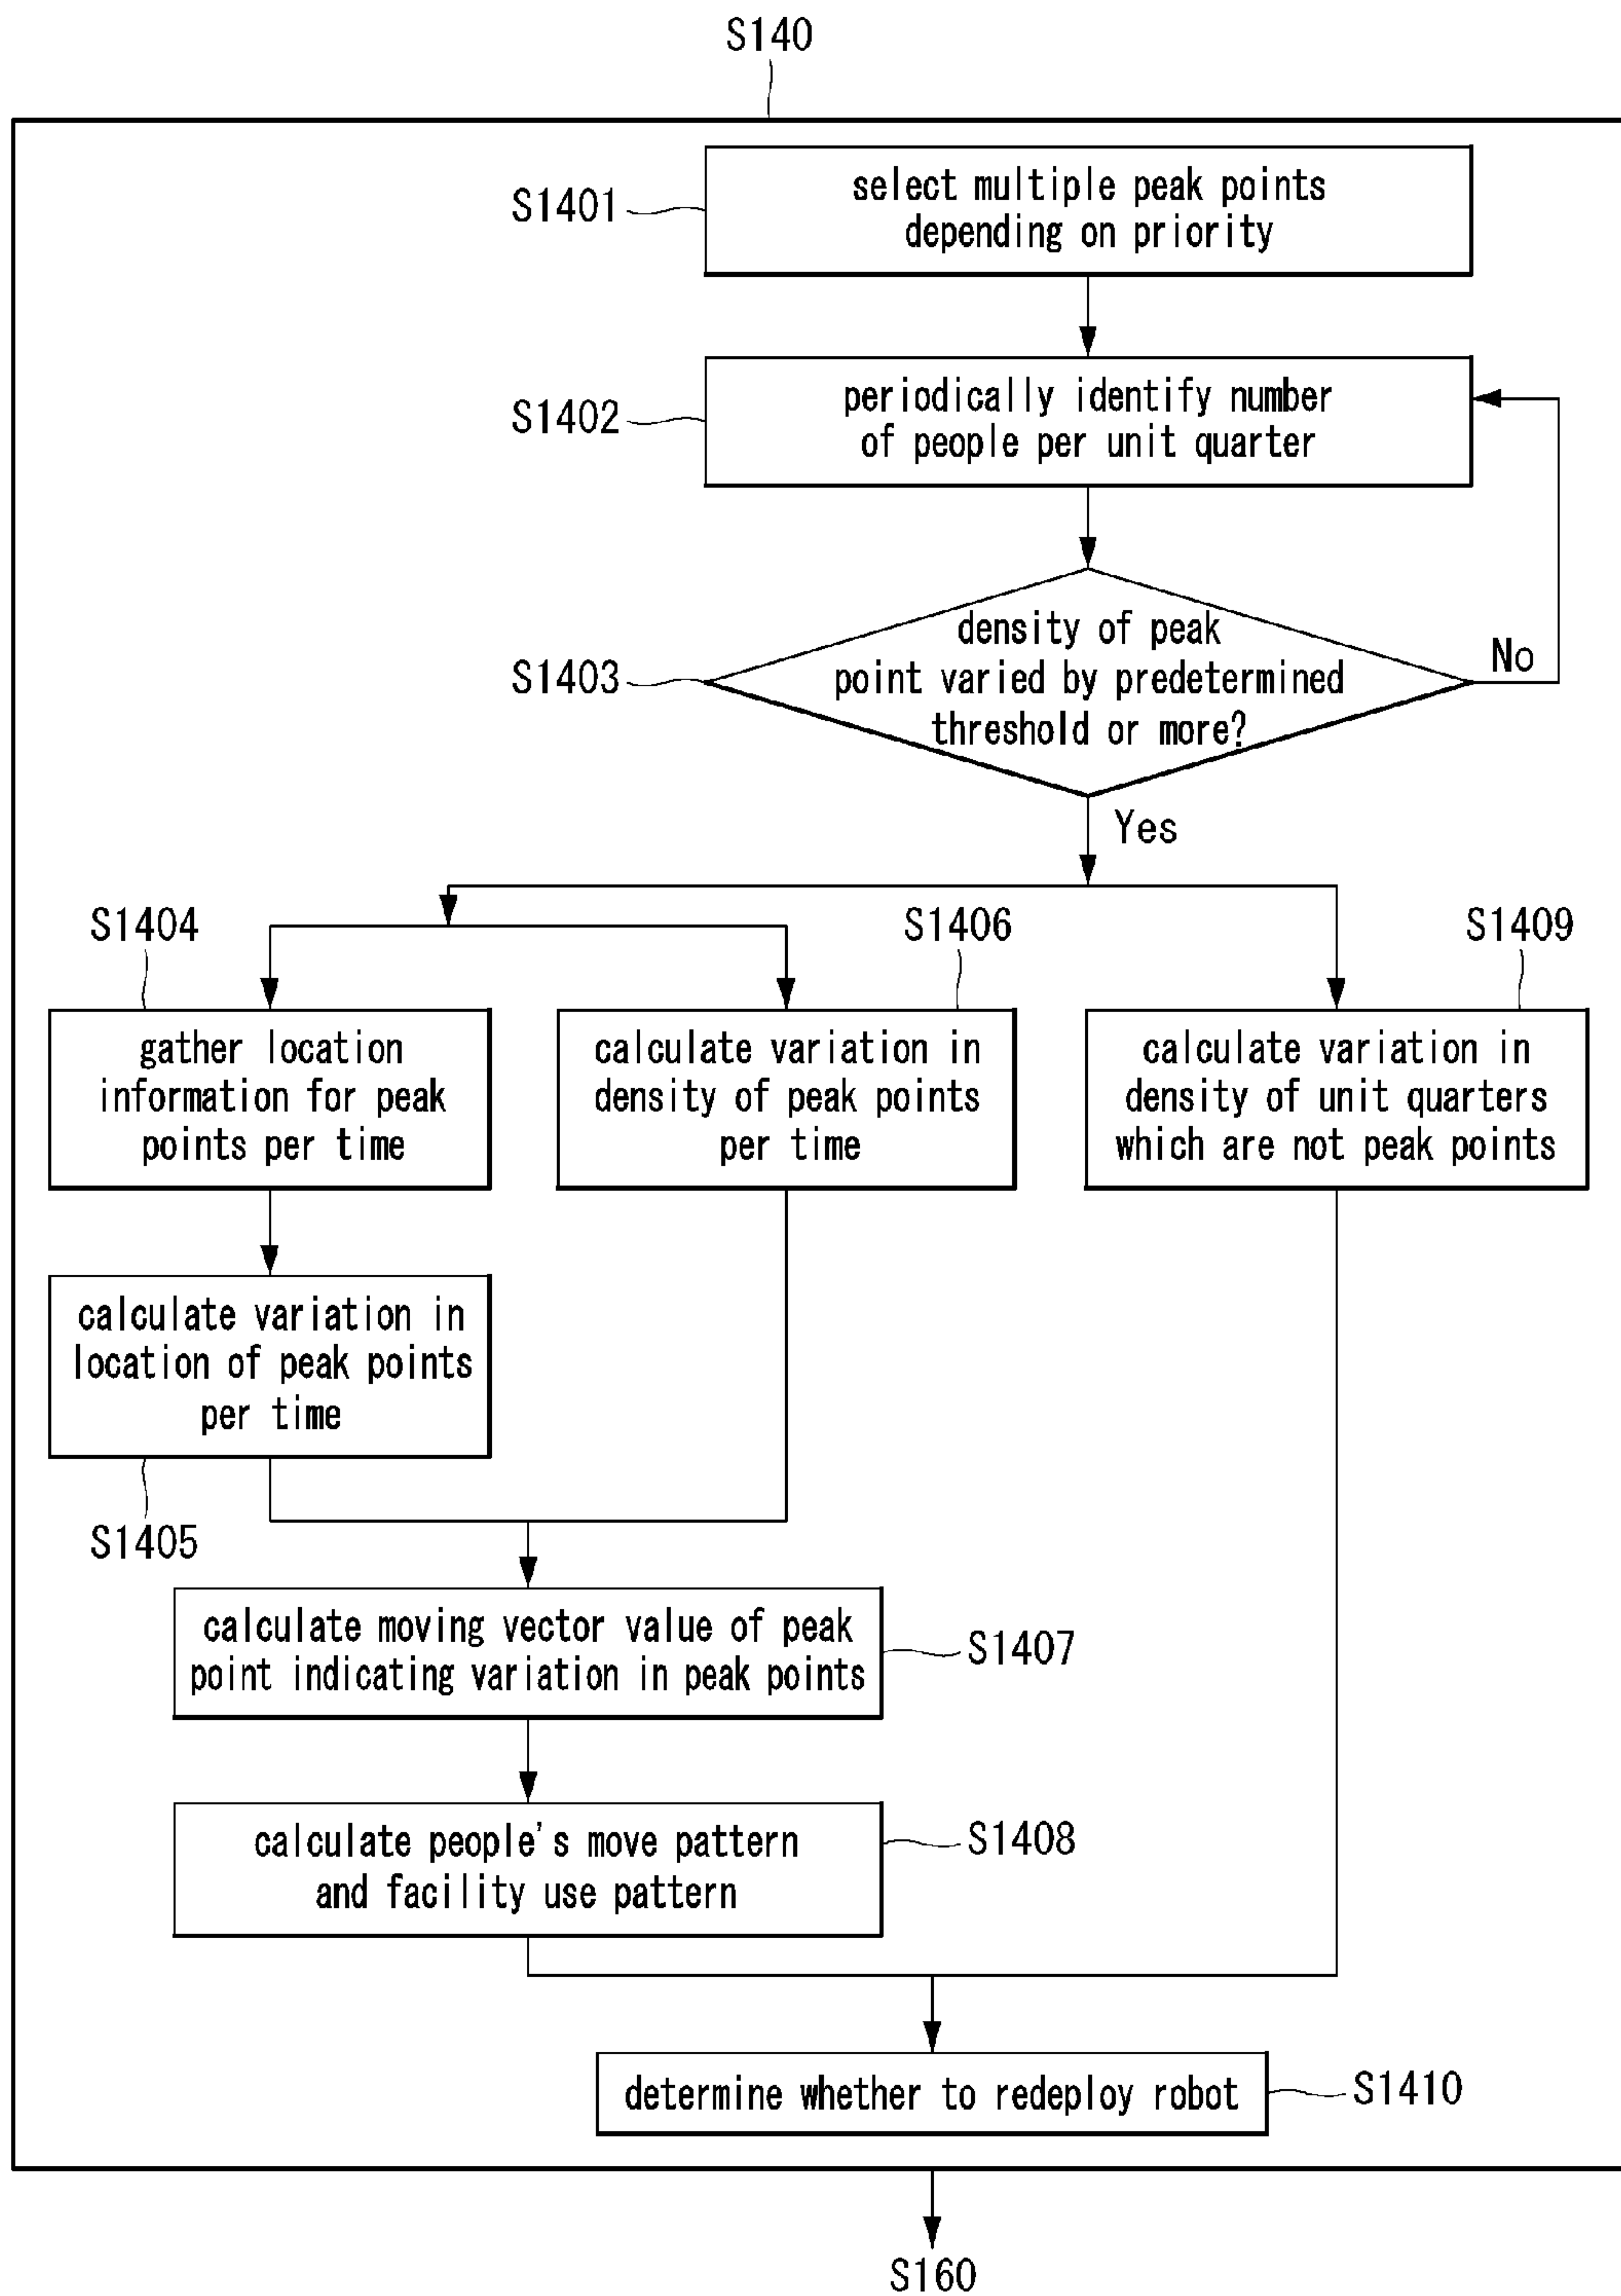 S140
S1401
select multiple peak points
depending on priority
S1402
periodically identify number
of people per unit quarter
S1403
density of peak
point varied by predetermined
threshold or more?
No
Yes
S1404
gather location
information for peak
points per time
S1406
calculate variation in
density of peak points
per time
S1409
calculate variation in
density of unit quarters
which are not peak points
calculate variation in
location of peak points
per time
S1405
calculate moving vector value of peak
point indicating variation in peak points
S1407
calculate people's move pattern
and facility use pattern
S1408
determine whether to redeploy robot
S1410
S160